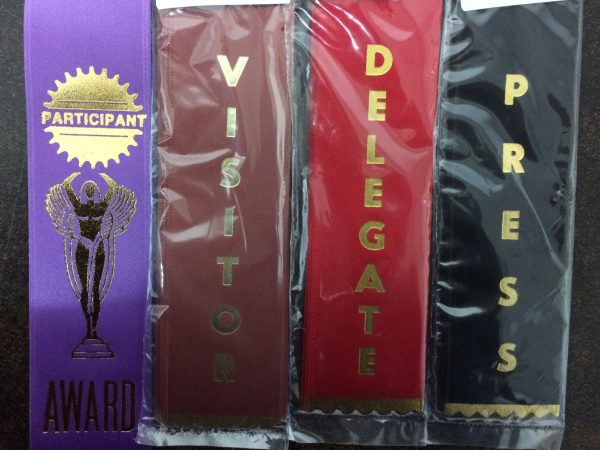 PARTICIPANT
AWARD
VISITOR
DELEGATE
PRESS